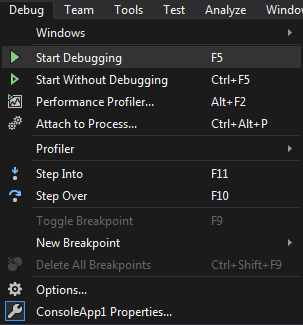 Debug Team Tools Test Analyze Window
Windows
Start Debugging F5
Start Without Debugging Ctrl+F5
Performance Profiler... Alt+F2
Attach to Process... Ctrl+Alt+P
Profiler
Step Into F11
Step Over F10
Toggle Breakpoint F9
New Breakpoint
Delete All Breakpoints Ctrl+Shift+F9
Options...
ConsoleApp1 Properties...